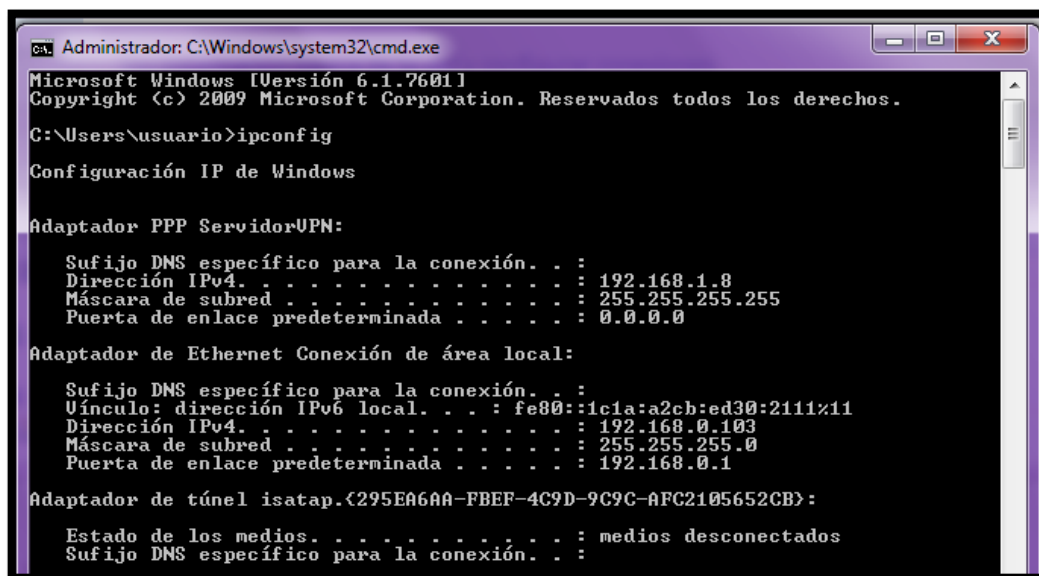 Administrador: C:\Windows\system32\cmd.exe
Microsoft Windows [Versión 6.1.7601]
Copyright (c) 2009 Microsoft Corporation. Reservados todos los derechos.
C:\Users\usuario>ipconfig
Configuración IP de Windows
Adaptador PPP ServidorVPN:
Sufijo DNS específico para la conexión. . :
Dirección IPv4. . . . . . . . . . . . . . : 192.168.1.8
Máscara de subred . . . . . . . . . . . . : 255.255.255.255
Puerta de enlace predeterminada . . . . . : 0.0.0.0
Adaptador de Ethernet Conexión de área local:
Sufijo DNS específico para la conexión. . :
Vínculo: dirección IPv6 local. . . : fe80::1c1a:a2cb:ed30:2111%11
Dirección IPv4. . . . . . . . . . . . . . : 192.168.0.103
Máscara de subred . . . . . . . . . . . . : 255.255.255.0
Puerta de enlace predeterminada . . . . . : 192.168.0.1
Adaptador de túnel isatap.{295EA6AA-FBEF-4C9D-9C9C-AFC2105652CB}:
Estado de los medios. . . . . . . . . . . : medios desconectados
Sufijo DNS específico para la conexión. . :